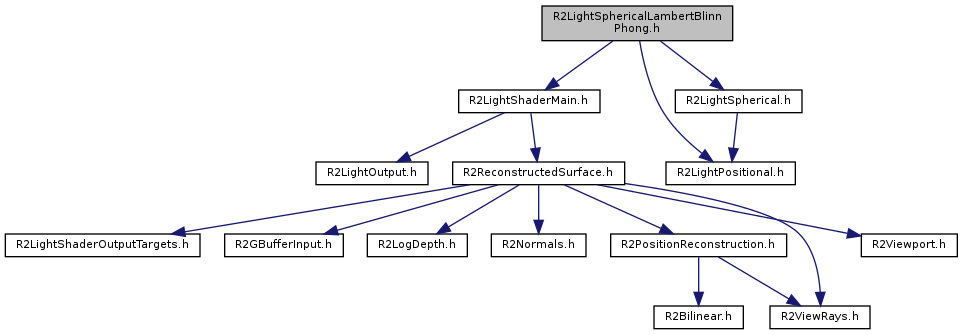 R2LightSphericalLambertBlinn
Phong.h
R2LightShaderMain.h
R2LightSpherical.h
R2LightOutput.h
R2ReconstructedSurface.h
R2LightPositional.h
R2LightShaderOutputTargets.h
R2GBufferInput.h
R2LogDepth.h
R2Normals.h
R2PositionReconstruction.h
R2Viewport.h
R2Bilinear.h
R2ViewRays.h